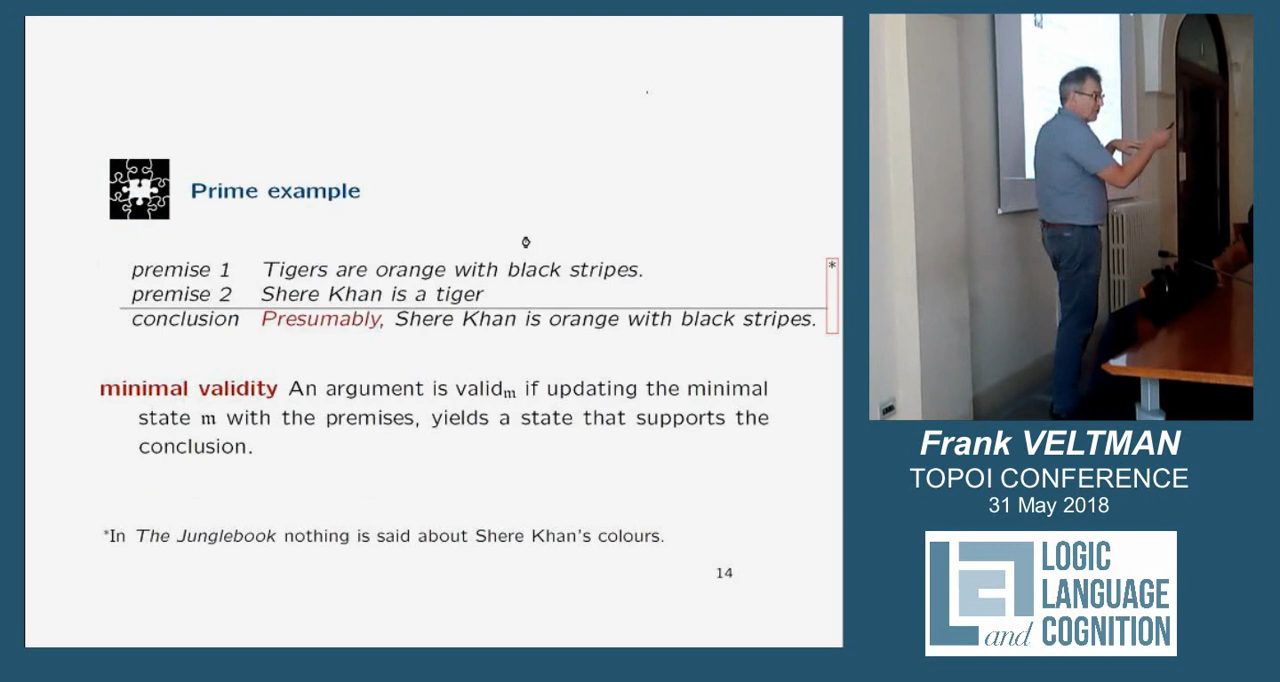 Prime example
premise 1 Tigers are orange with black stripes.
premise 2 Shere Khan is a tiger
conclusion Presumably, Shere Khan is orange with black stripes.
*
minimal validity An argument is validm if updating the minimal
state m with the premises, yields a state that supports the
conclusion.
*In The Junglebook nothing is said about Shere Khan's colours.
14
Frank VELTMAN
TOPOI CONFERENCE
31 May 2018
LOGIC
LANGUAGE
and COGNITION